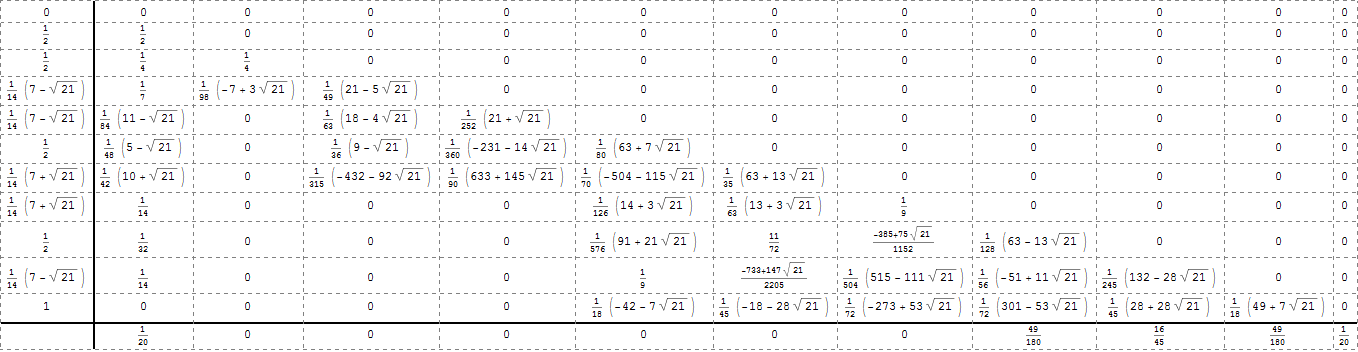 0 0 0 0 0 0 0 0 0 0 0 0
1/2 1/2 0 0 0 0 0 0 0 0 0 0
1/2 1/4 1/4 0 0 0 0 0 0 0 0 0
1/14 (7 − √21) 1/7 1/98 (−7 + 3 √21) 1/49 (21 − 5 √21) 0 0 0 0 0 0 0 0
1/14 (7 − √21) 1/84 (11 − √21) 0 1/63 (18 − 4 √21) 1/252 (21 + √21) 0 0 0 0 0 0 0
1/2 1/48 (5 − √21) 0 1/36 (9 − √21) 1/360 (−231 − 14 √21) 1/80 (63 + 7 √21) 0 0 0 0 0 0
1/14 (7 + √21) 1/42 (10 + √21) 0 1/315 (−432 − 92 √21) 1/90 (633 + 145 √21) 1/70 (−504 − 115 √21) 1/35 (63 + 13 √21) 0 0 0 0 0
1/14 (7 + √21) 1/14 0 0 0 1/126 (14 + 3 √21) 1/63 (13 + 3 √21) 1/9 0 0 0 0
1/2 1/32 0 0 0 1/576 (91 + 21 √21) 11/72 −385+75 √21/1152 1/128 (63 − 13 √21) 0 0 0
1/14 (7 − √21) 1/14 0 0 0 1/9 −733+147 √21/2205 1/504 (515 − 111 √21) 1/56 (−51 + 11 √21) 1/245 (132 − 28 √21) 0 0
1 0 0 0 0 1/18 (−42 − 7 √21) 1/45 (−18 − 28 √21) 1/72 (−273 + 53 √21) 1/72 (301 − 53 √21) 1/45 (28 + 28 √21) 1/18 (49 + 7 √21) 0
1/20 0 0 0 0 0 0 49/180 16/45 49/180 1/20